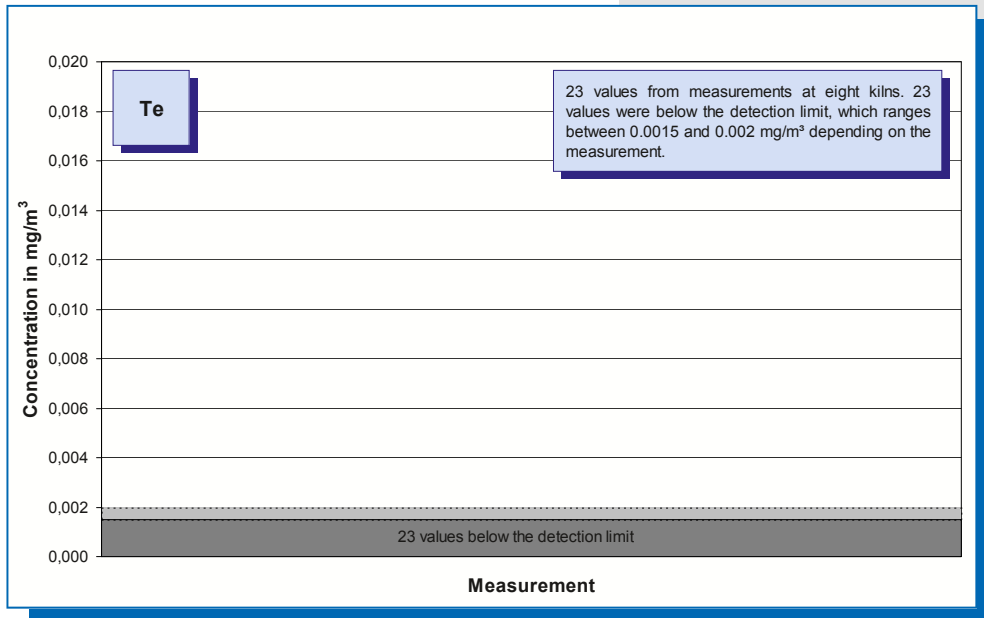 0,020
0,018
0,016
0,014
0,012
0,010
0,008
0,006
0,004
0,002
0,000
Concentration in mg/m³
Te
23 values from measurements at eight kilns. 23
values were below the detection limit, which ranges
between 0.0015 and 0.002 mg/m³ depending on the
measurement.
23 values below the detection limit
Measurement